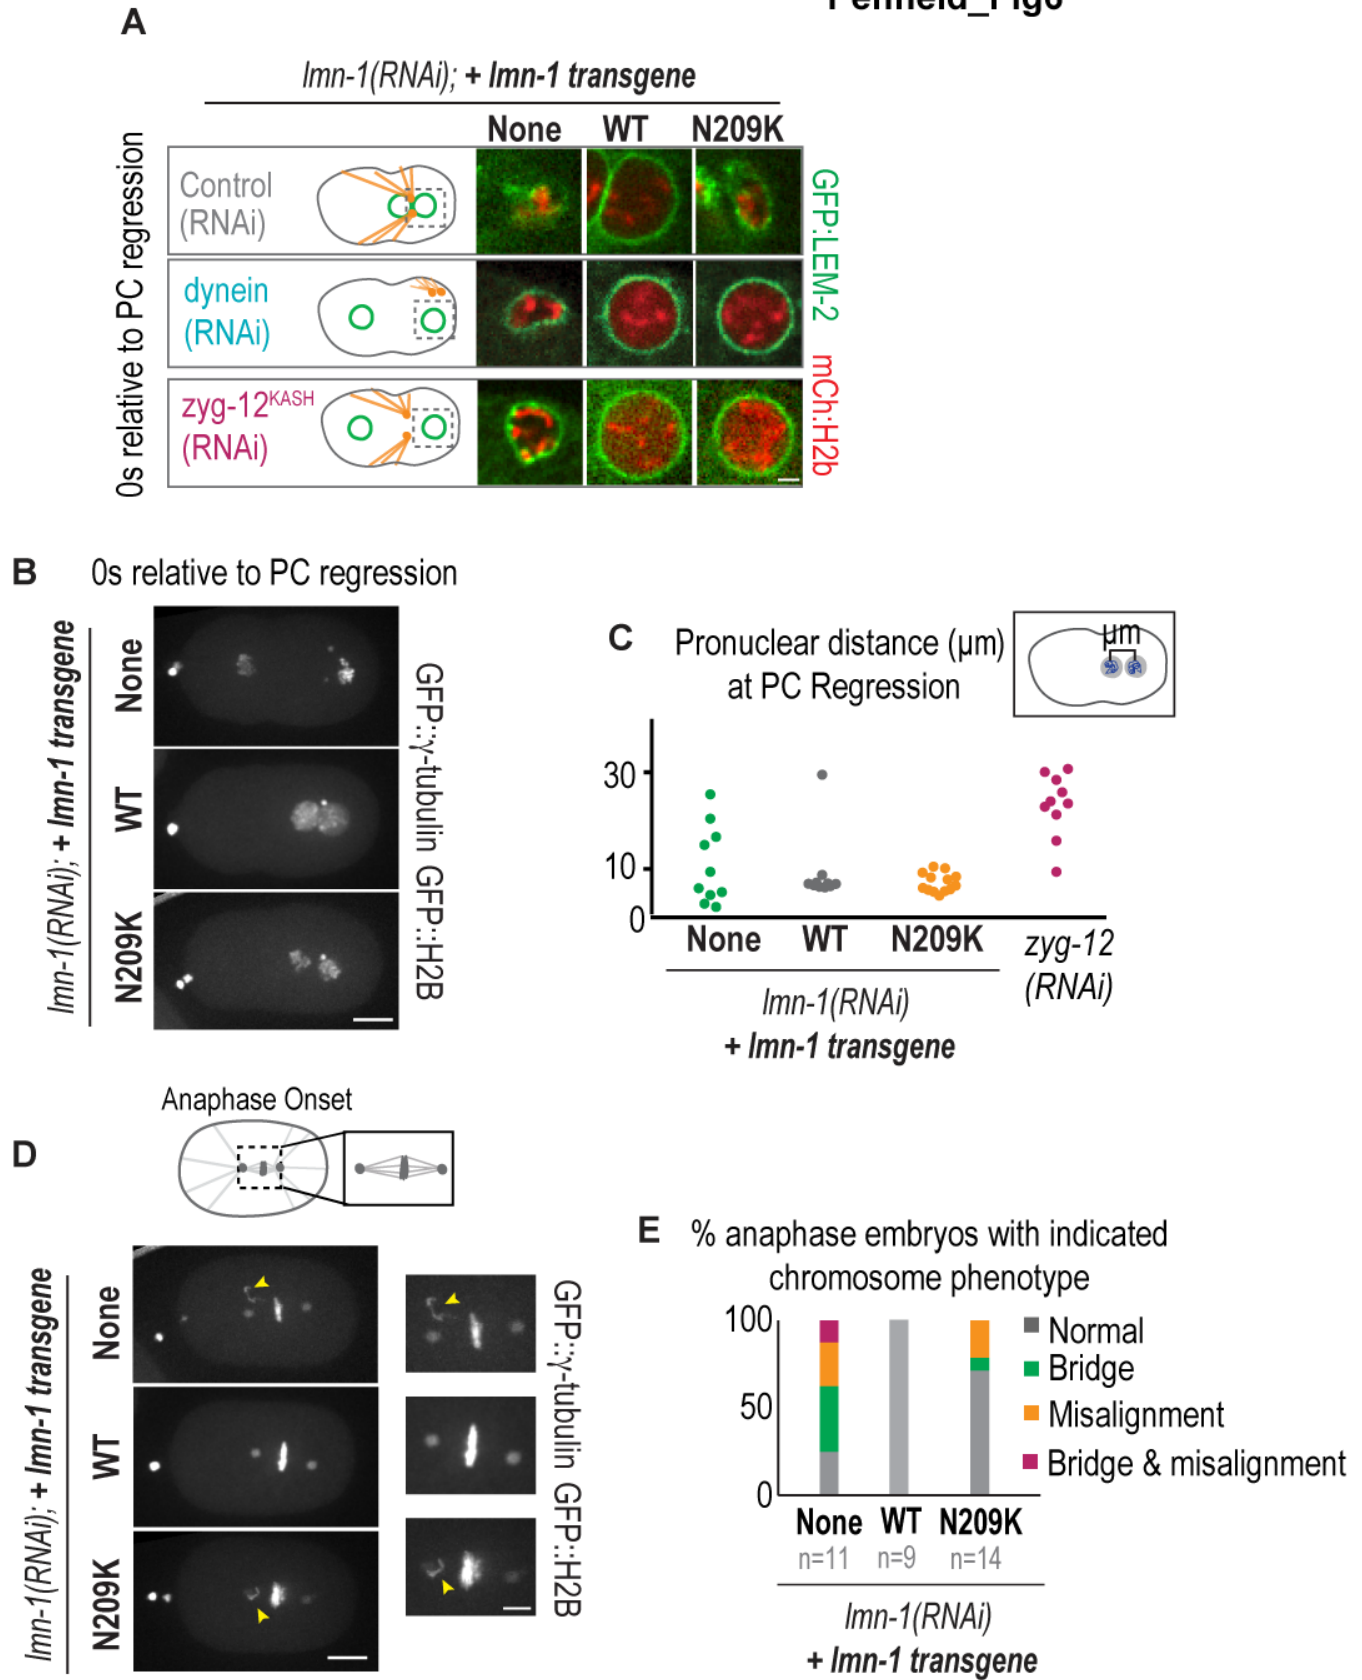 Penfield_Fig6
A
lmn-1(RNAi); + lmn-1 transgene
None WT N209K
0s relative to PC regression
Control
(RNAi)
dynein
(RNAi)
zyg-12KASH
(RNAi)
GFP:LEM-2 mCh:H2b
B 0s relative to PC regression
lmn-1(RNAi); + lmn-1 transgene
None
WT
N209K
GFP::γ-tubulin GFP::H2B
C Pronuclear distance (µm)
at PC Regression
µm
30
10
0
None WT N209K
zyg-12
(RNAi)
lmn-1(RNAi)
+ lmn-1 transgene
Anaphase Onset
D
lmn-1(RNAi); + lmn-1 transgene
None
WT
N209K
GFP::γ-tubulin GFP::H2B
E % anaphase embryos with indicated
chromosome phenotype
100
50
0
Normal
Bridge
Misalignment
Bridge & misalignment
None WT N209K
n=11 n=9 n=14
lmn-1(RNAi)
+ lmn-1 transgene